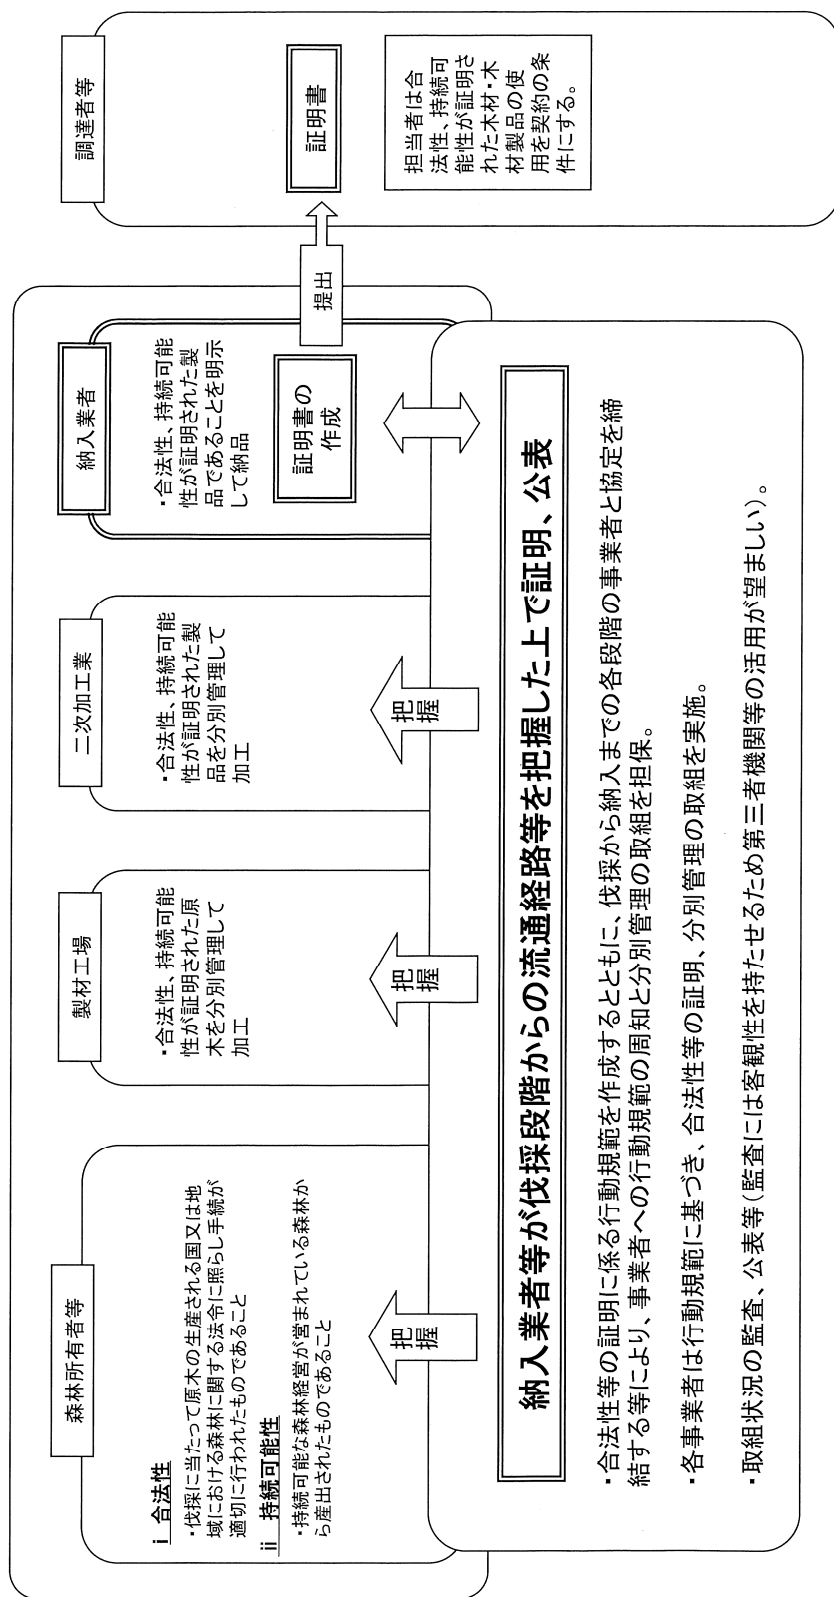 森林所有者等
i 合法性
・伐採に当たって原木の生産される国又は地
域における森林に関する法令に照らし手続が
適切に行われたものであること
ii 持続可能性
・持続可能な森林経営が営まれている森林か
ら産出されたものであること
把握
製材工場
・合法性、持続可能
性が証明された原
木を分別管理して
加工
把握
二次加工業
・合法性、持続可能
性が証明された製
品を分別管理して
加工
把握
納入業者
・合法性、持続可能
性が証明された製
品であることを明示
して納品
証明書の
作成
提出
調達者等
証明書
担当者は合
法性、持続可
能性が証明さ
れた木材・木
材製品の使
用を契約の条
件にする。
納入業者等が伐採段階からの流通経路等を把握した上で証明、公表
・合法性等の証明に係る行動規範を作成するとともに、伐採から納入までの各段階の事業者と協定を締
結する等により、事業者への行動規範の周知と分別管理の取組を担保。
・各事業者は行動規範に基づき、合法性等の証明、分別管理の取組を実施。
・取組状況の監査、公表等(監査には客観性を持たせるため第三者機関等の活用が望ましい)。